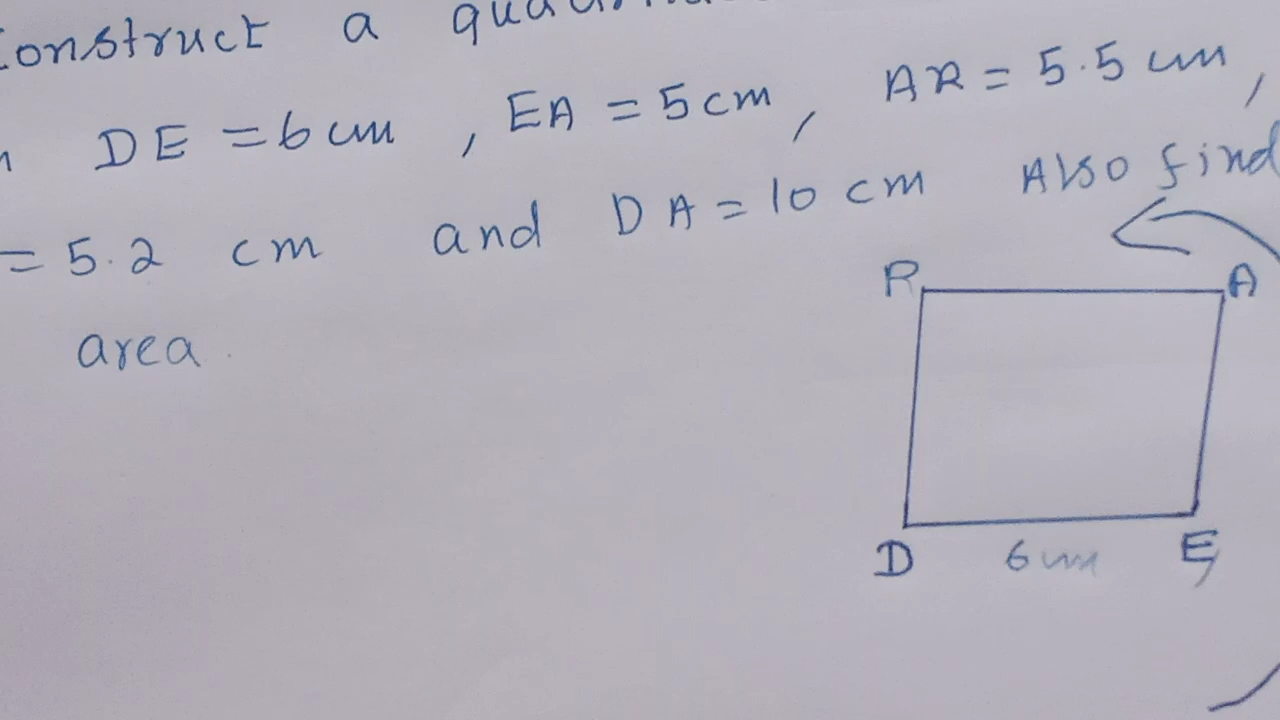 Construct a
DE = 6 cm , EA = 5 cm , AR = 5.5 cm ,
= 5.2 cm and DA = 10 cm Also find
area
R A
D 6 cm E